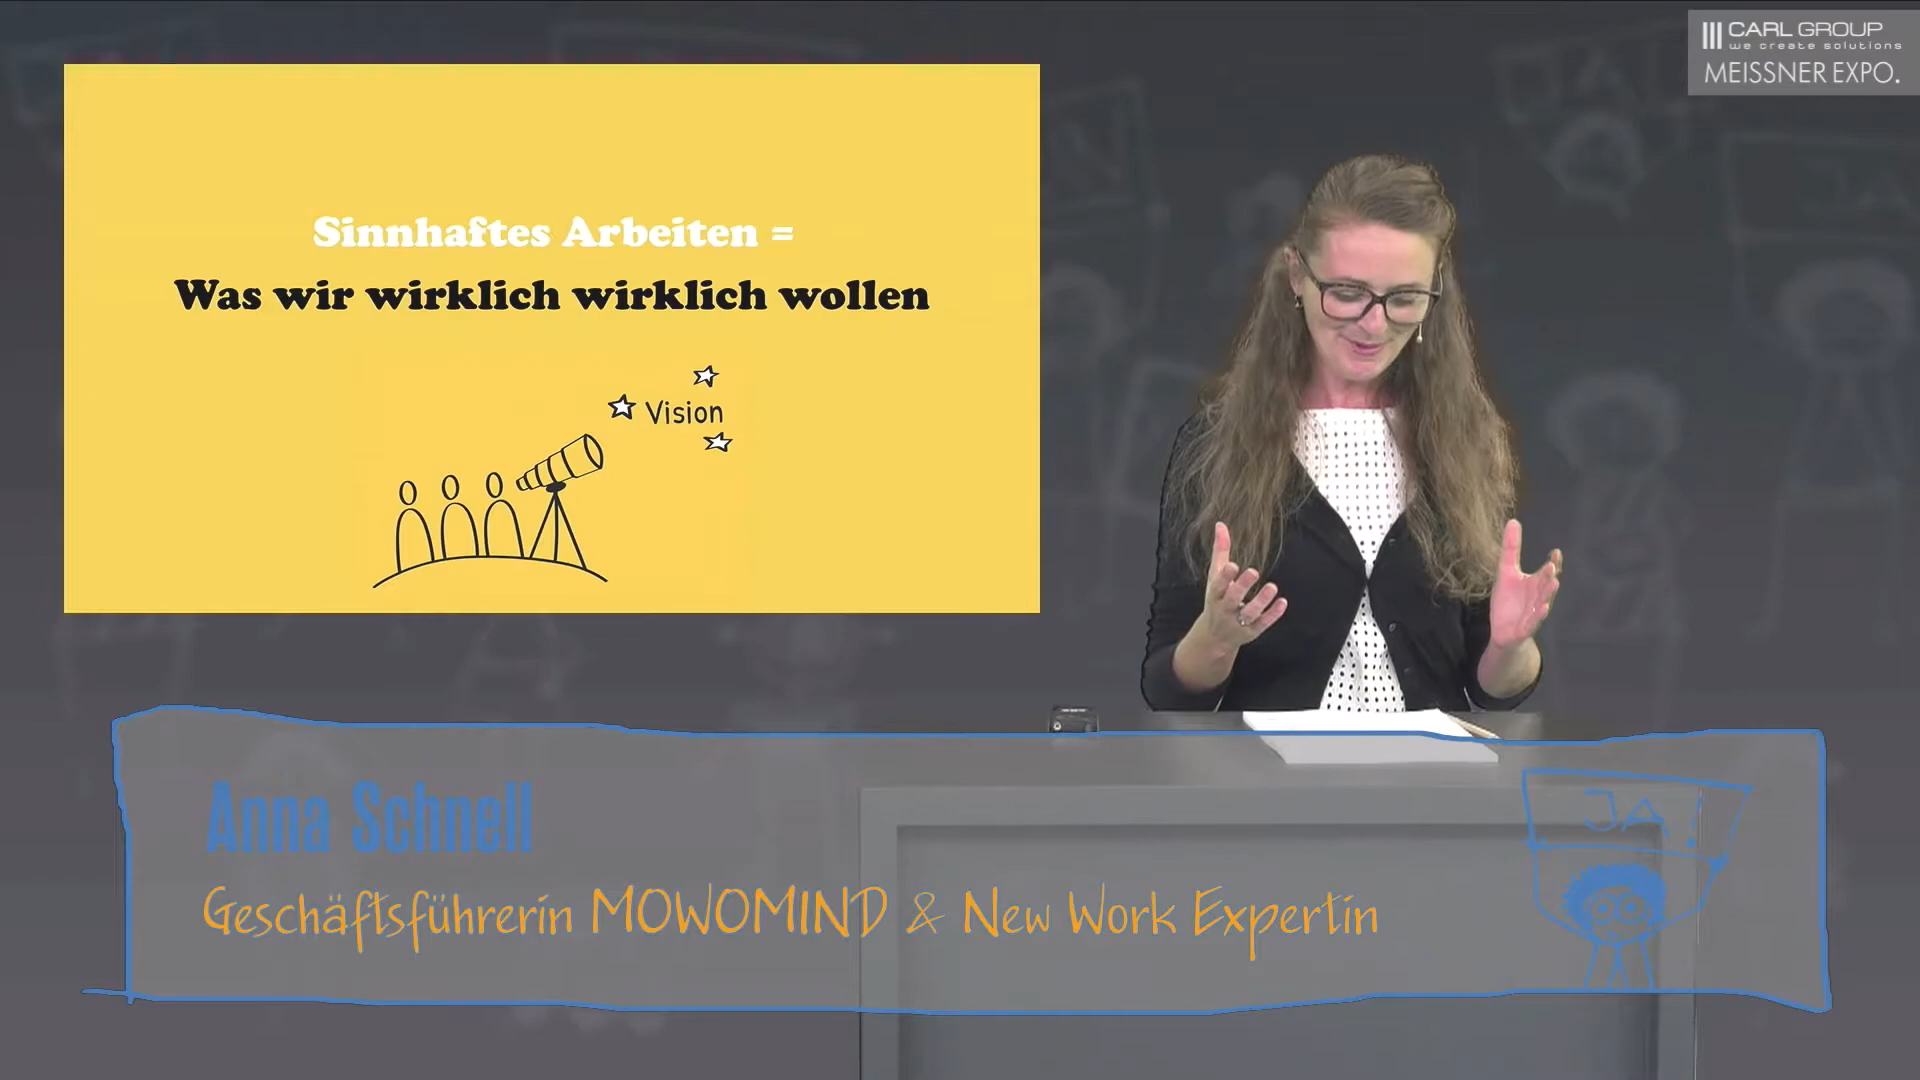 CARL GROUP
we create solutions
MEISSNER EXPO.
Sinnhaftes Arbeiten =
Was wir wirklich wirklich wollen
Vision
Anna Schnell
Geschäftsführerin MOWOMIND & New Work Expertin
JA!